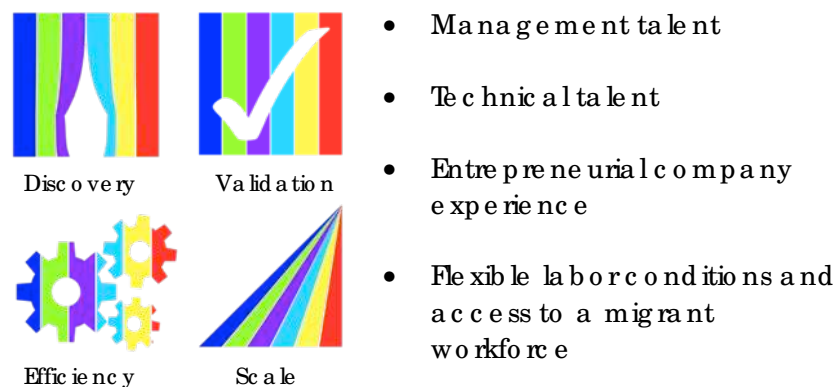 Discovery
Validation
Efficiency
Scale
• Management talent
• Technical talent
• Entrepreneurial company
experience
• Flexible labor conditions and
access to a migrant
workforce